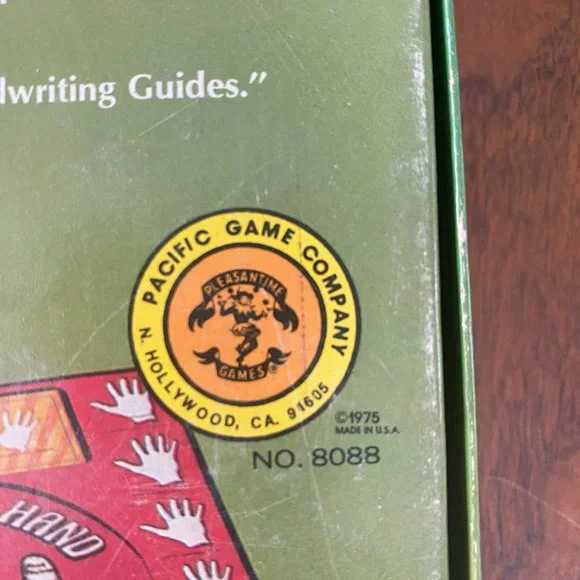 lwriting Guides."
PACIFIC GAME COMPANY
PLEASANTIME
GAMES
N. HOLLYWOOD, CA. 91605
©1975
MADE IN U.S.A.
NO. 8088
HAND